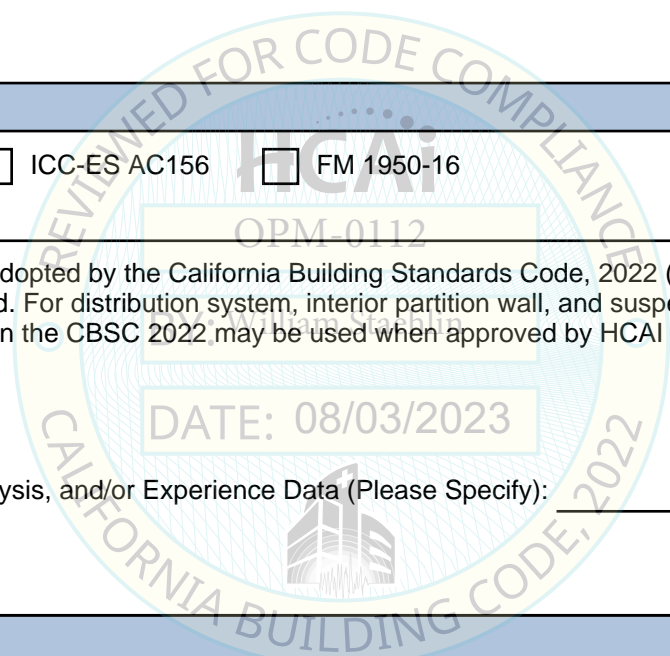 REVIEWED FOR CODE COMPLIANCE
HCAi
ICC-ES AC156 FM 1950-16
OPM-0112
dopted by the California Building Standards Code, 2022 (
d. For distribution system, interior partition wall, and suspe
BY: William Staehlin
n the CBSC 2022 may be used when approved by HCAI
DATE: 08/03/2023
ysis, and/or Experience Data (Please Specify):
CALIFORNIA BUILDING CODE, 2022